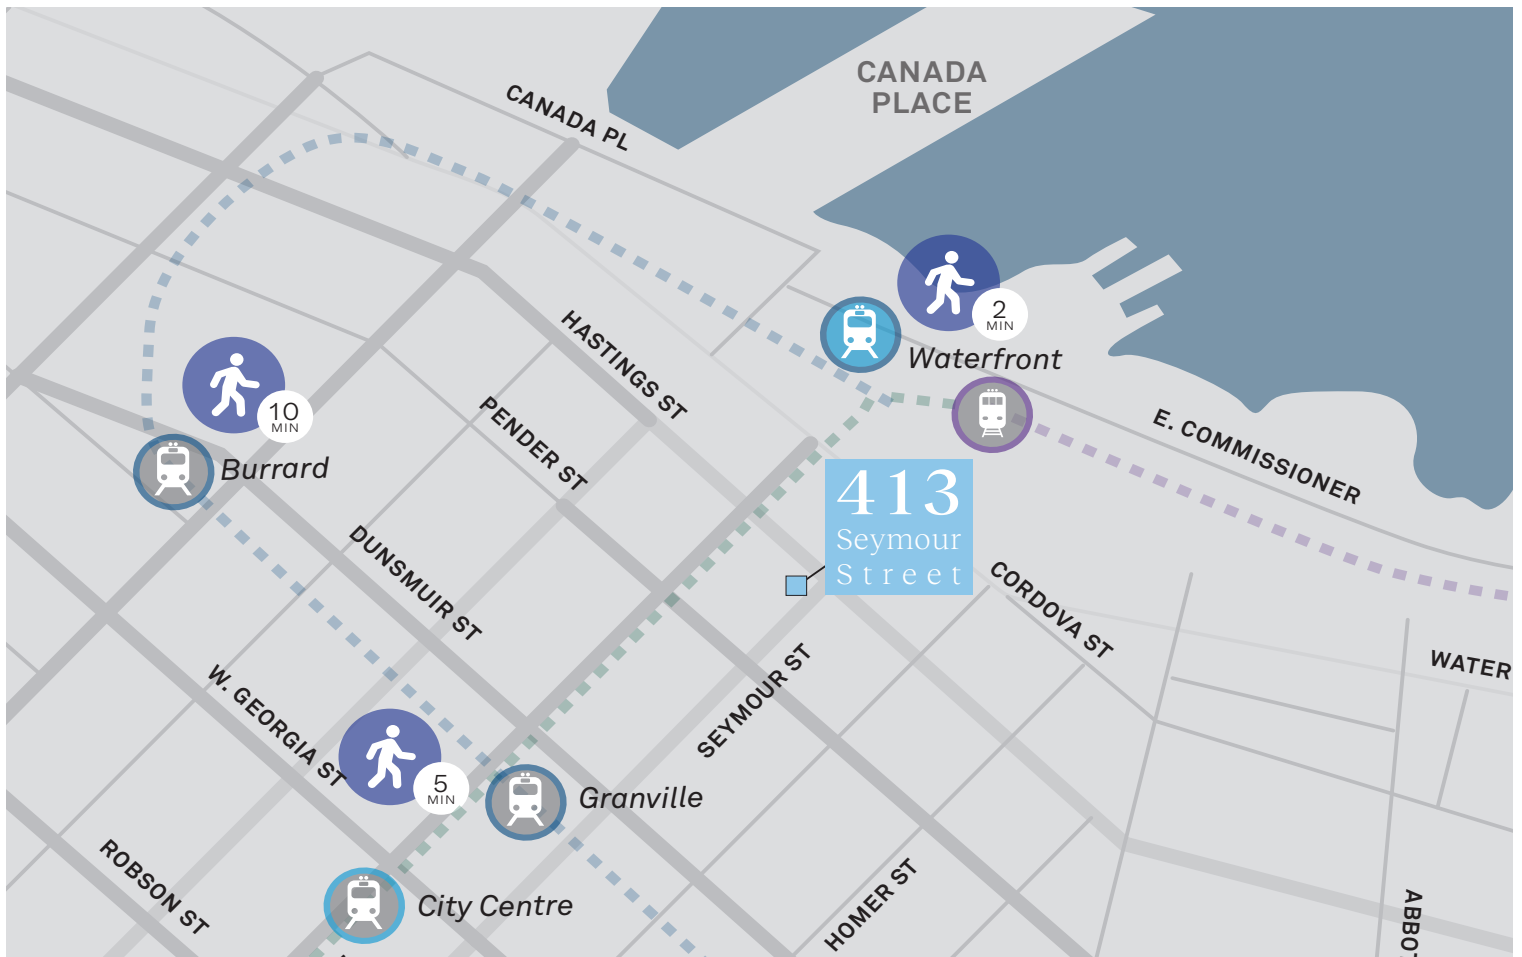 CANADA
PLACE
CANADA PL
2
MIN
HASTINGS ST
Waterfront
10
MIN
PENDER ST
E. COMMISSIONER
Burrard
413
Seymour
Street
DUNSMUIR ST
CORDOVA ST
WATER
W. GEORGIA ST
SEYMOUR ST
5
MIN
Granville
ROBSON ST
City Centre
HOMER ST
ABBOT